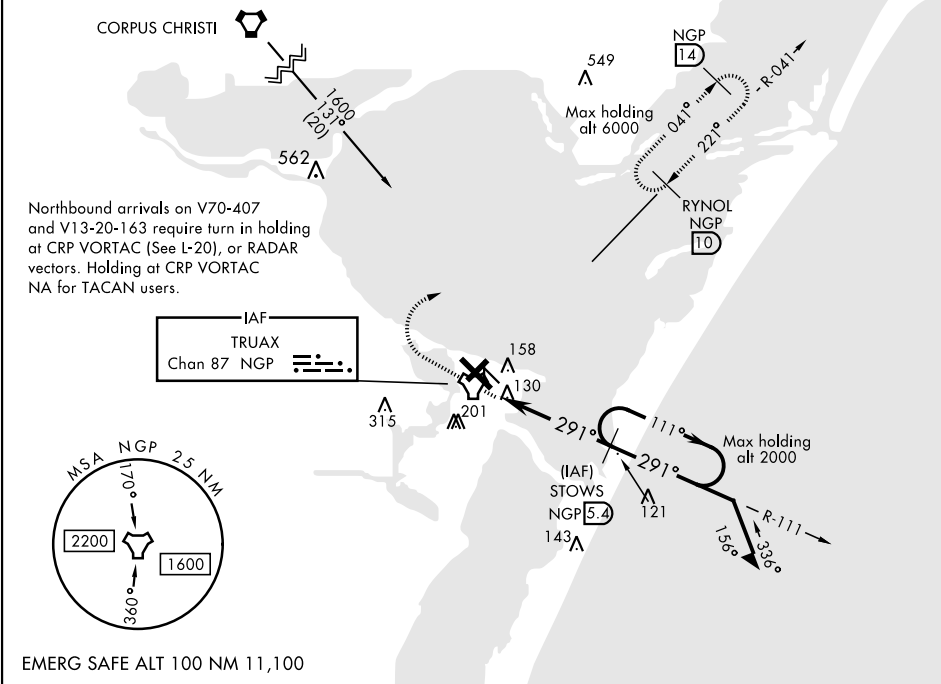 CORPUS CHRISTI
1600
131°
(20)
562
549
Max holding
alt 6000
NGP
14
R-041
041°
221°
RYNOL
NGP
10
Northbound arrivals on V70-407
and V13-20-163 require turn in holding
at CRP VORTAC (See L-20), or RADAR
vectors. Holding at CRP VORTAC
NA for TACAN users.
IAF
TRUAX
Chan 87 NGP
158
130
201
315
291°
111°
291°
Max holding
alt 2000
(IAF)
STOWS
NGP 5.4
121
143
R-111
156°
336°
MSA NGP 25 NM
170°
2200
1600
360°
EMERG SAFE ALT 100 NM 11,100